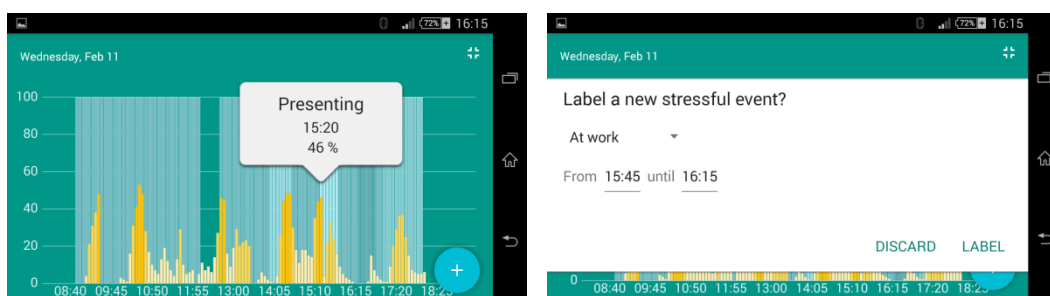 72% 16:15
Wednesday, Feb 11
Presenting
15:20
46 %
100
80
60
40
20
0
+
08:40 09:45 10:50 11:55 13:00 14:05 15:10 16:15 17:20 18:25
72% 16:15
Wednesday, Feb 11
Label a new stressful event?
At work
From 15:45 until 16:15
DISCARD LABEL
0
08:40 09:45 10:50 11:55 13:00 14:05 15:10 16:15 17:20 18:25